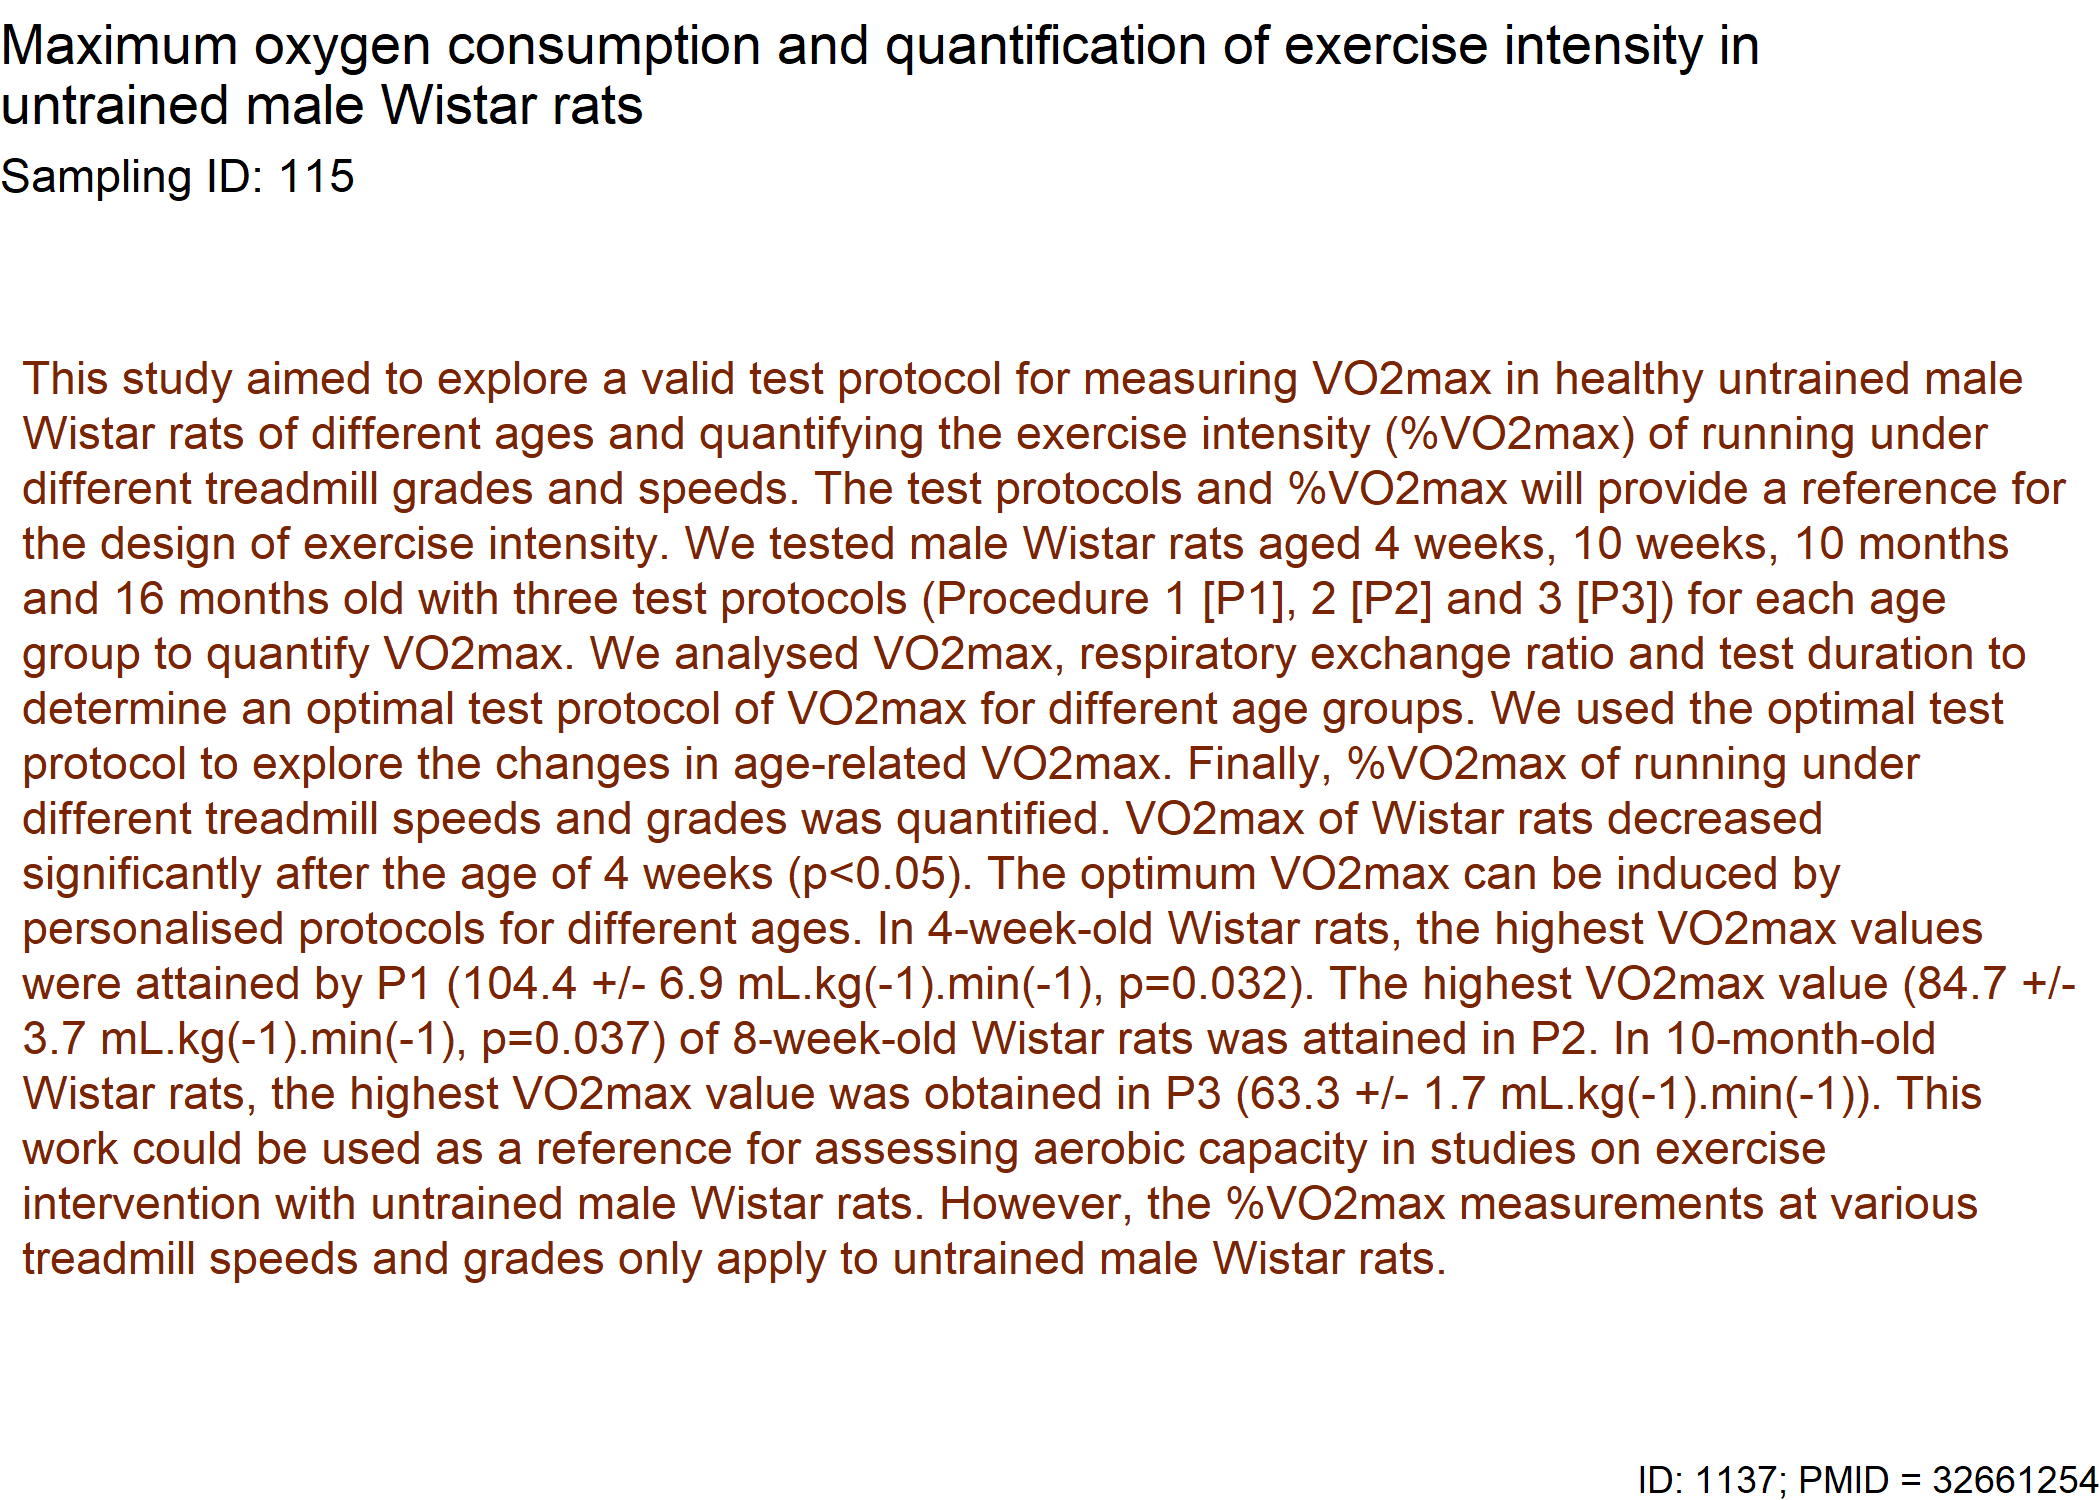 Maximum oxygen consumption and quantification of exercise intensity in
untrained male Wistar rats
Sampling ID: 115
This study aimed to explore a valid test protocol for measuring VO2max in healthy untrained male
Wistar rats of different ages and quantifying the exercise intensity (%VO2max) of running under
different treadmill grades and speeds. The test protocols and %VO2max will provide a reference for
the design of exercise intensity. We tested male Wistar rats aged 4 weeks, 10 weeks, 10 months
and 16 months old with three test protocols (Procedure 1 [P1], 2 [P2] and 3 [P3]) for each age
group to quantify VO2max. We analysed VO2max, respiratory exchange ratio and test duration to
determine an optimal test protocol of VO2max for different age groups. We used the optimal test
protocol to explore the changes in age-related VO2max. Finally, %VO2max of running under
different treadmill speeds and grades was quantified. VO2max of Wistar rats decreased
significantly after the age of 4 weeks (p<0.05). The optimum VO2max can be induced by
personalised protocols for different ages. In 4-week-old Wistar rats, the highest VO2max values
were attained by P1 (104.4 +/- 6.9 mL.kg(-1).min(-1), p=0.032). The highest VO2max value (84.7 +/-
3.7 mL.kg(-1).min(-1), p=0.037) of 8-week-old Wistar rats was attained in P2. In 10-month-old
Wistar rats, the highest VO2max value was obtained in P3 (63.3 +/- 1.7 mL.kg(-1).min(-1)). This
work could be used as a reference for assessing aerobic capacity in studies on exercise
intervention with untrained male Wistar rats. However, the %VO2max measurements at various
treadmill speeds and grades only apply to untrained male Wistar rats.
ID: 1137; PMID = 32661254